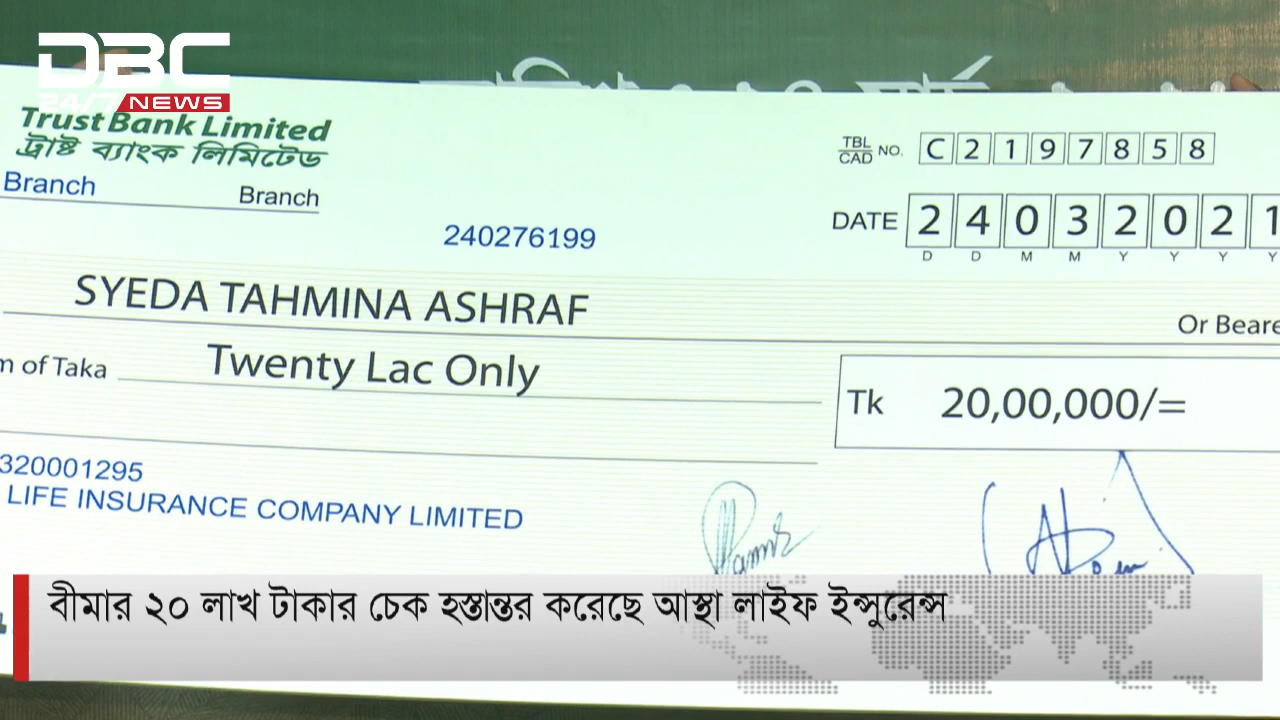 DBC
24/7 NEWS
Trust Bank Limited
ট্রাষ্ট ব্যাংক লিমিটেড
Branch Branch
TBL
CAD NO. C2197858
240276199
DATE 24032021
D D M M Y Y Y Y
SYEDA TAHMINA ASHRAF
Or Beare
m of Taka Twenty Lac Only
Tk 20,00,000/=
320001295
LIFE INSURANCE COMPANY LIMITED
বীমার ২০ লাখ টাকার চেক হস্তান্তর করেছে আস্থা লাইফ ইন্সুরেন্স